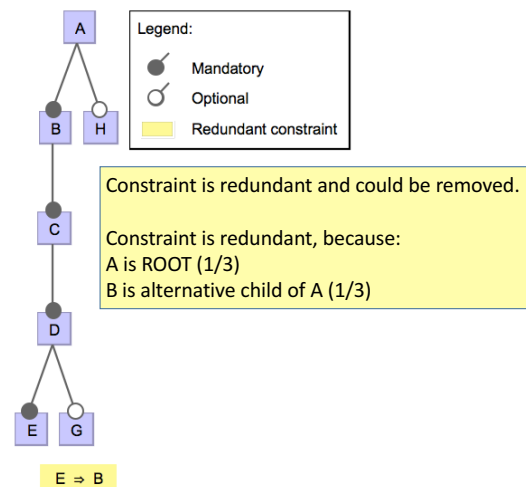 A
Legend:
Mandatory
Optional
Redundant constraint
B H
Constraint is redundant and could be removed.
Constraint is redundant, because:
A is ROOT (1/3)
B is alternative child of A (1/3)
C
D
E G
E ⇒ B